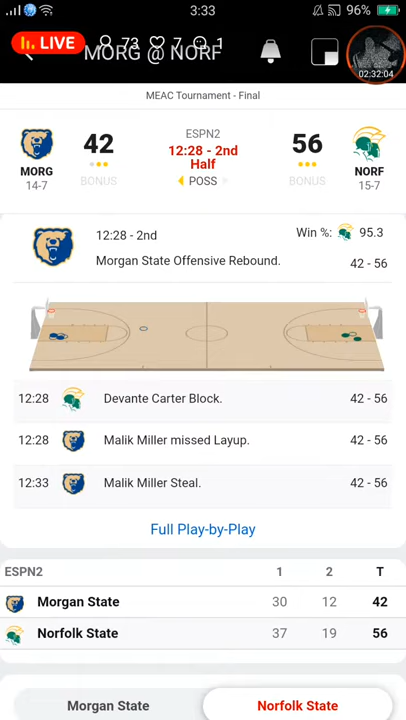 3:33 96%
LIVE 73 7 1
MORG @ NORF
02:32:04
MEAC Tournament - Final
MORG
14-7
42
BONUS
ESPN2
12:28 - 2nd
Half
POSS
56
BONUS
NORF
15-7
12:28 - 2nd Win %: 95.3
Morgan State Offensive Rebound. 42 - 56
12:28 Devante Carter Block. 42 - 56
12:28 Malik Miller missed Layup. 42 - 56
12:33 Malik Miller Steal. 42 - 56
Full Play-by-Play
ESPN2 1 2 T
Morgan State 30 12 42
Norfolk State 37 19 56
Morgan State Norfolk State